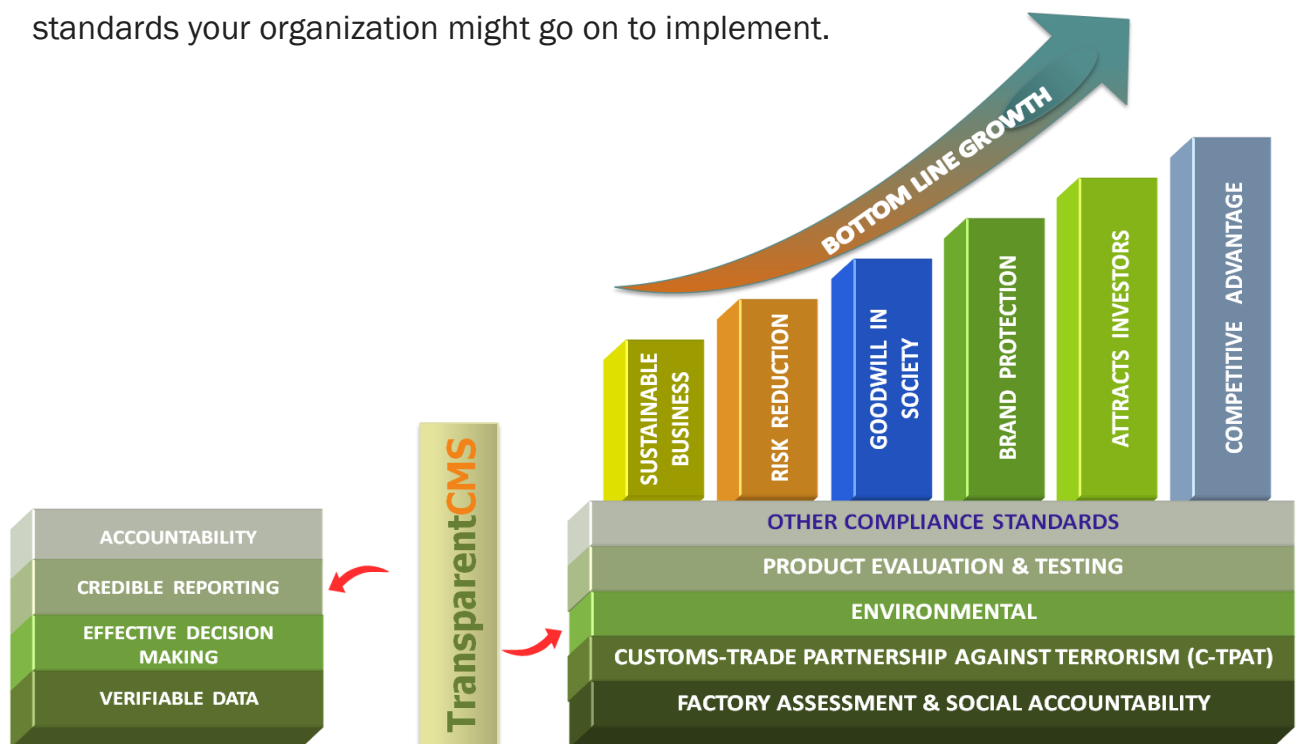 standards your organization might go on to implement.
BOTTOM LINE GROWTH
SUSTAINABLE
BUSINESS
RISK REDUCTION
GOODWILL IN
SOCIETY
BRAND PROTECTION
ATTRACTS INVESTORS
COMPETITIVE ADVANTAGE
ACCOUNTABILITY
CREDIBLE REPORTING
EFFECTIVE DECISION
MAKING
VERIFIABLE DATA
TransparentCMS
OTHER COMPLIANCE STANDARDS
PRODUCT EVALUATION & TESTING
ENVIRONMENTAL
CUSTOMS-TRADE PARTNERSHIP AGAINST TERRORISM (C-TPAT)
FACTORY ASSESSMENT & SOCIAL ACCOUNTABILITY